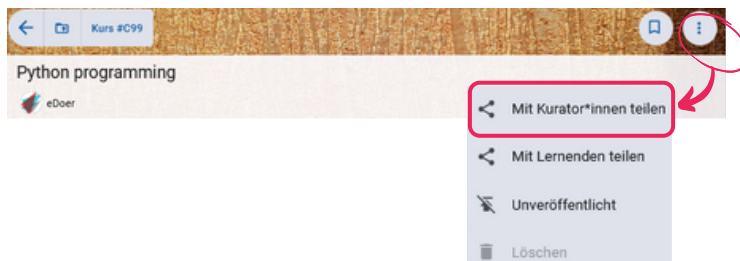 Kurs #C99
Python programming
eDoer
Mit Kurator*innen teilen
Mit Lernenden teilen
Unveröffentlicht
Löschen